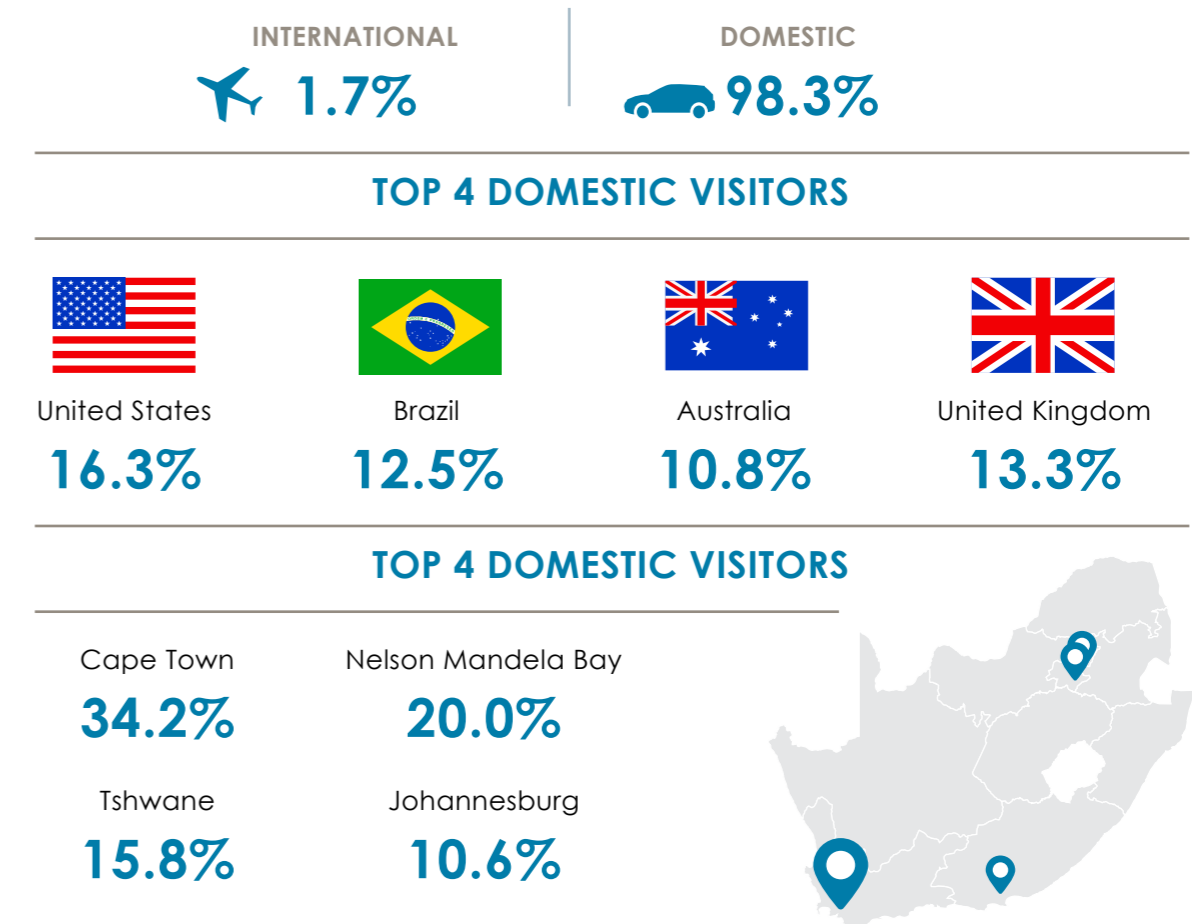 INTERNATIONAL DOMESTIC
1.7% 98.3%
TOP 4 DOMESTIC VISITORS
United States Brazil Australia United Kingdom
16.3% 12.5% 10.8% 13.3%
TOP 4 DOMESTIC VISITORS
Cape Town Nelson Mandela Bay
34.2% 20.0%
Tshwane Johannesburg
15.8% 10.6%